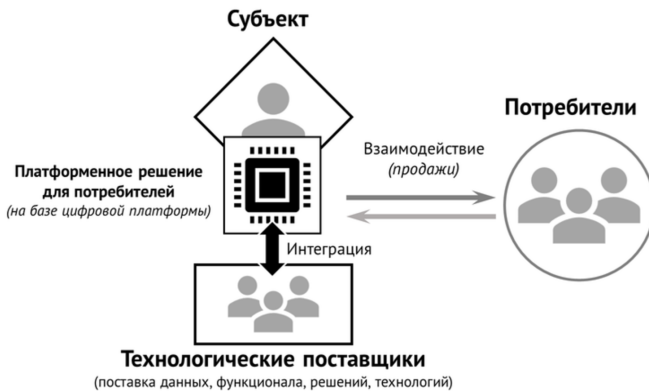 Субъект
Потребители
Взаимодействие
(продажи)
Платформенное решение
для потребителей
(на базе цифровой платформы)
Интеграция
Технологические поставщики
(поставка данных, функционала, решений, технологий)